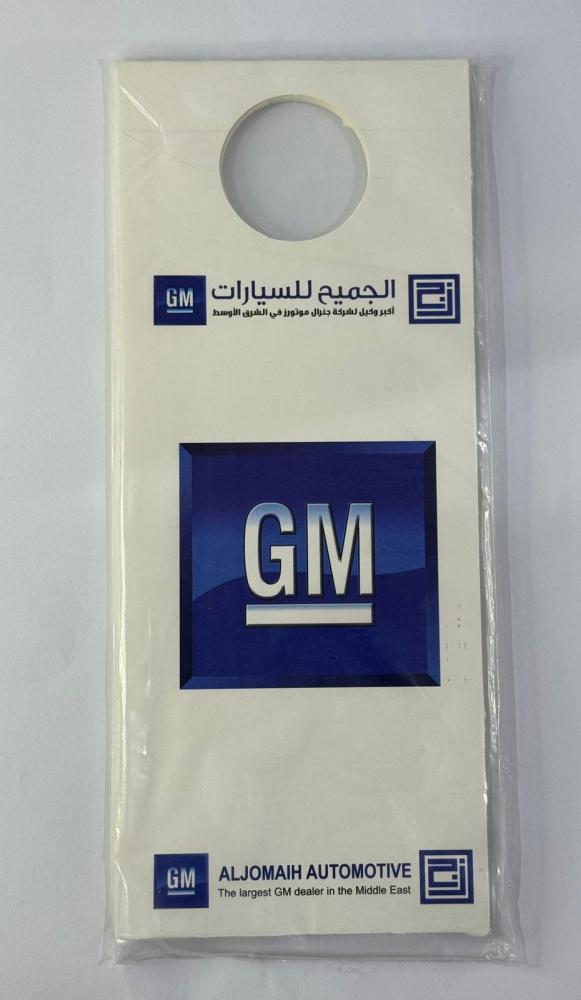 GM
الجميح للسيارات
أكبر وكيل لشركة جنرال موتورز في الشرق الأوسط
GM
GM
ALJOMAIH AUTOMOTIVE
The largest GM dealer in the Middle East